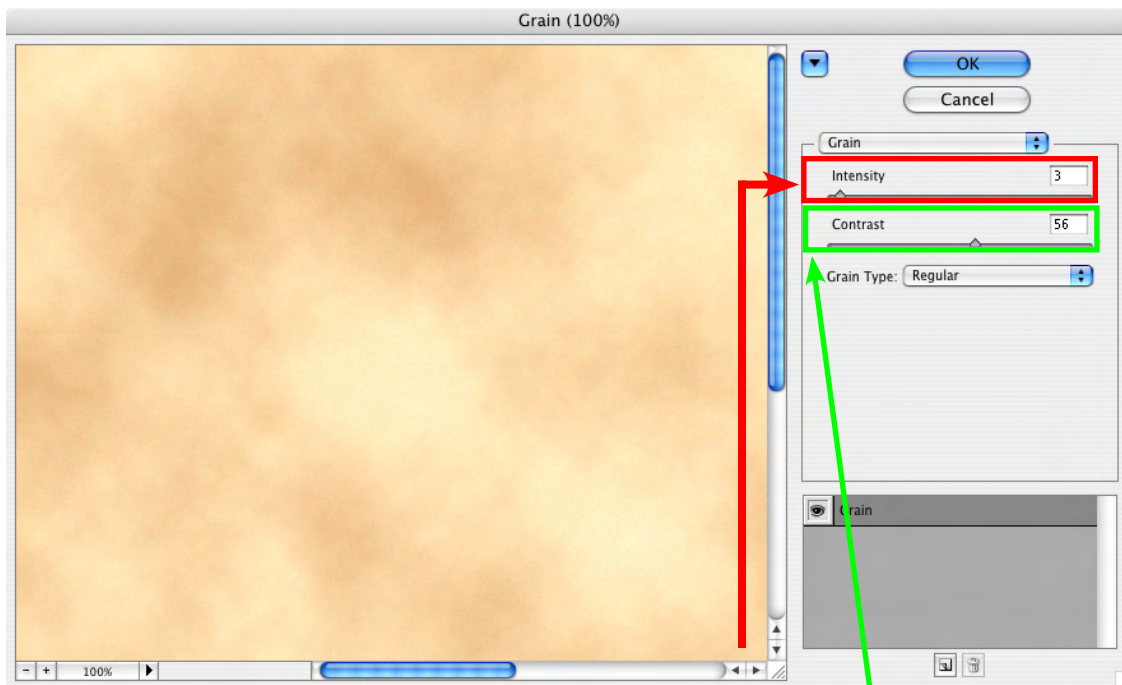 Grain (100%)
OK
Cancel
Grain
Intensity 3
Contrast 56
Grain Type: Regular
Grain
- + 100%